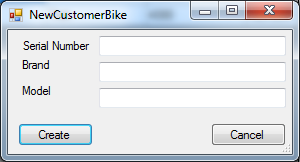 NewCustomerBike
Serial Number
Brand
Model
Create Cancel